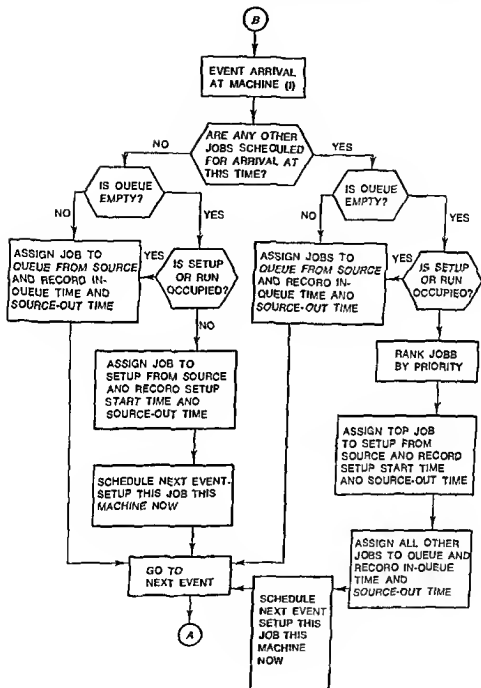 B
EVENT ARRIVAL
AT MACHINE (I)
ARE ANY OTHER
JOBS SCHEDULED
FOR ARRIVAL AT
THIS TIME?
NO
YES
IS QUEUE
EMPTY?
NO
YES
ASSIGN JOB TO
QUEUE FROM SOURCE
AND RECORD IN-
QUEUE TIME AND
SOURCE-OUT TIME
YES
IS SETUP
OR RUN
OCCUPIED?
NO
ASSIGN JOB TO
SETUP FROM SOURCE
AND RECORD SETUP
START TIME AND
SOURCE-OUT TIME
SCHEDULE NEXT EVENT-
SETUP THIS JOB THIS
MACHINE NOW
IS QUEUE
EMPTY?
NO
YES
ASSIGN JOBS TO
QUEUE FROM SOURCE
AND RECORD IN-
QUEUE TIME AND
SOURCE-OUT TIME
YES
IS SETUP
OR RUN
OCCUPIED?
RANK JOBB
BY PRIORITY
ASSIGN TOP JOB
TO SETUP FROM
SOURCE AND RECORD
SETUP START TIME
AND SOURCE-OUT TIME
ASSIGN ALL OTHER
JOBS TO QUEUE AND
RECORD IN-QUEUE
TIME AND
SOURCE-OUT TIME
SCHEDULE
NEXT EVENT
SETUP THIS
JOB THIS
MACHINE
NOW
GO TO
NEXT EVENT
A